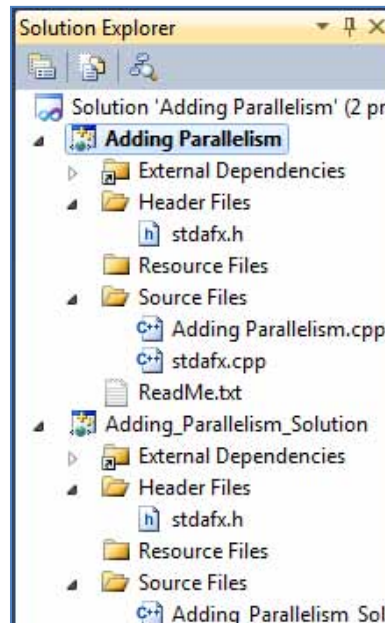 Solution Explorer
Solution 'Adding Parallelism' (2 pr
Adding Parallelism
External Dependencies
Header Files
h stdafx.h
Resource Files
Source Files
C++ Adding Parallelism.cpp
C++ stdafx.cpp
ReadMe.txt
Adding_Parallelism_Solution
External Dependencies
Header Files
h stdafx.h
Resource Files
Source Files
C++ Adding_Parallelism_Sol